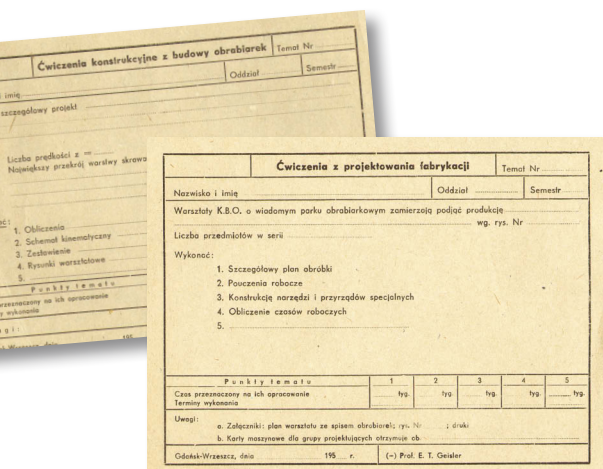 Ćwiczenia konstrukcyjne z budowy obrabiarek Temat Nr
i imię Oddział Semestr
szczegółowy projekt
Liczba prędkości z =
Największy przekrój warstwy skrawa
1. Obliczenia
2. Schemat kinematyczny
3. Zestawienie
4. Rysunki warsztatowe
5.
Punkty tematu
przeznaczony na ich opracowanie
y wykonania
Ćwiczenia z projektowania fabrykacji Temat Nr
Nazwisko i imię Oddział Semestr
Warsztaty K.B.O. o wiadomym parku obrabiarkowym zamierzają podjąć produkcję
wg. rys. Nr
Liczba przedmiotów w serii
Wykonać:
1. Szczegółowy plan obróbki
2. Pouczenia robocze
3. Konstrukcję narzędzi i przyrządów specjalnych
4. Obliczenie czasów roboczych
5.
Punkty tematu 1 2 3 4 5
Czas przeznaczony na ich opracowanie tyg. tyg. tyg. tyg. tyg.
Terminy wykonania
Uwagi:
a. Załączniki: plan warsztatu ze spisem obrabiarek; rys. Nr ; druki
b. Karty maszynowe dla grupy projektujących otrzymuje ob.
Gdańsk-Wrzeszcz, dnia 195 r. (—) Prof. E. T. Geisler